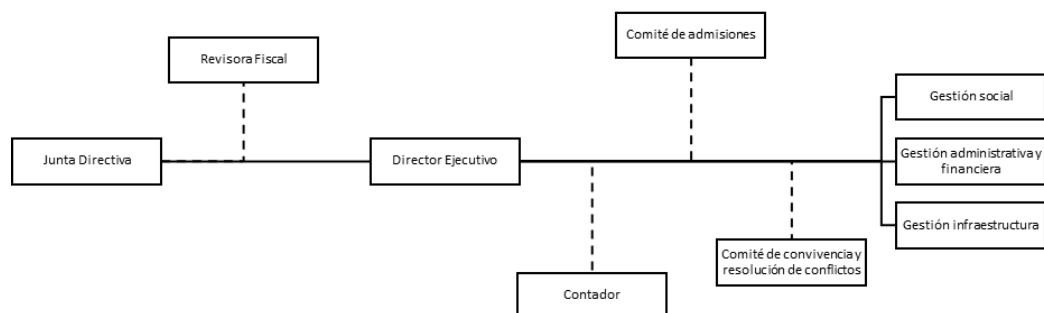 Comité de admisiones
Revisora Fiscal
Gestión social
Junta Directiva
Director Ejecutivo
Gestión administrativa y
financiera
Gestión infraestructura
Comité de convivencia y
resolución de conflictos
Contador